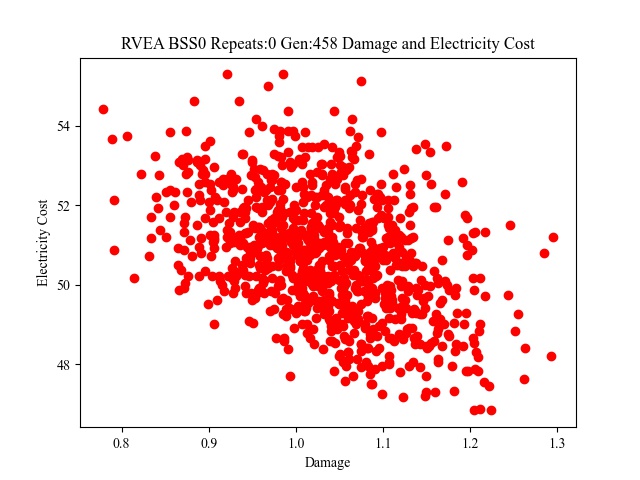 RVEA BSS0 Repeats:0 Gen:458 Damage and Electricity Cost
54
52
50
48
Electricity Cost
0.8 0.9 1.0 1.1 1.2 1.3
Damage